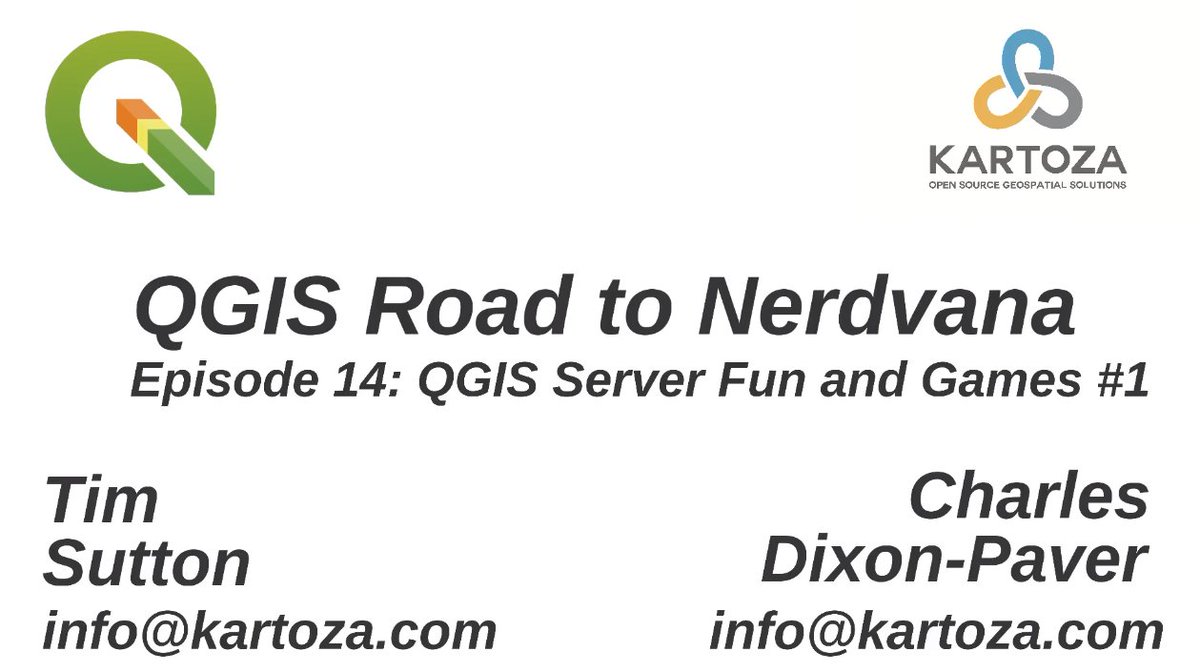 KARTOZA
OPEN SOURCE GEOSPATIAL SOLUTIONS
QGIS Road to Nerdvana
Episode 14: QGIS Server Fun and Games #1
Tim
Sutton
info@kartoza.com
Charles
Dixon-Paver
info@kartoza.com